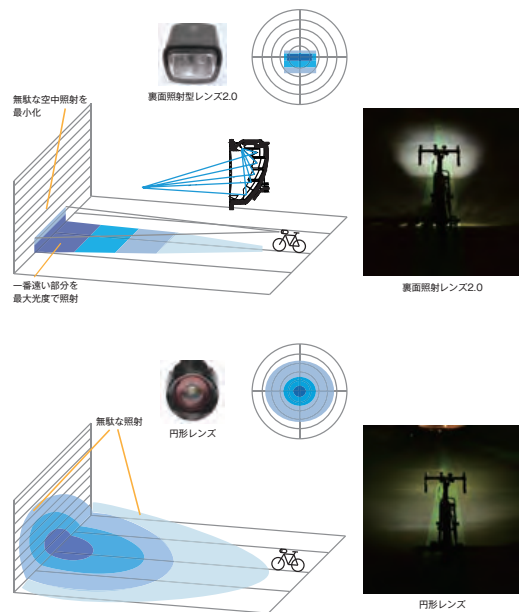 裏面照射型レンズ2.0
無駄な空中照射を
最小化
一番遠い部分を
最大光度で照射
裏面照射レンズ2.0
無駄な照射
円形レンズ
円形レンズ